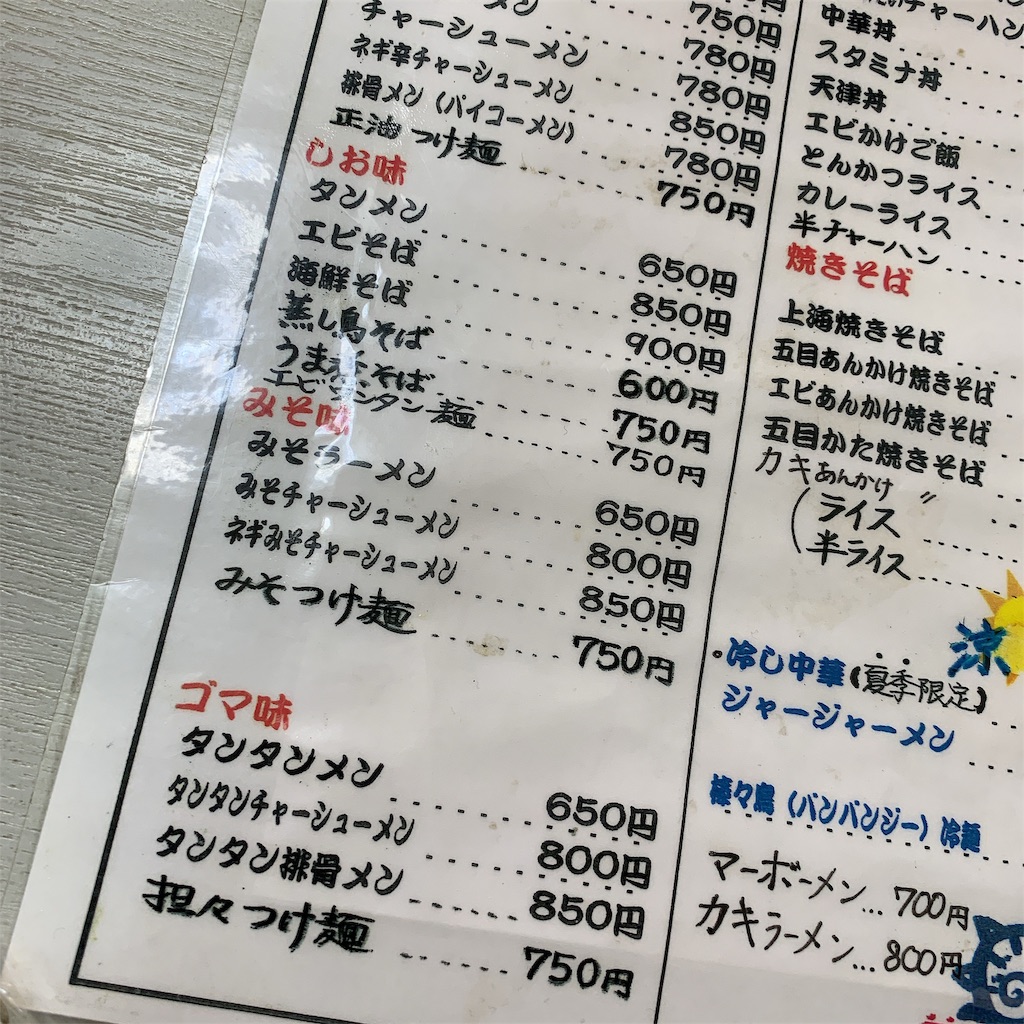 メン
750円
チャーシューメン 780円
ネギ辛チャーシューメン 780円
排骨メン (パイコーメン) 850円
正油つけ麺 780円
750円
しお味
タンメン 650円
エビそば 850円
海鮮そば 900円
蒸し鳥そば 600円
うま煮そば 750円
エビワンタン麺 750円
みそ味
みそラーメン 650円
みそチャーシューメン 800円
ネギみそチャーシューメン 850円
みそつけ麺 750円
ゴマ味
タンタンメン 650円
タンタンチャーシューメン 800円
タンタン排骨メン 850円
担々つけ麺 750円
チャーハン
中華丼
スタミナ丼
天津丼
エビかけご飯
とんかつライス
カレーライス
半チャーハン
焼きそば
上海焼きそば
五目あんかけ焼きそば
エビあんかけ焼きそば
五目かた焼きそば
カキあんかけ 〃
(ライス
半ライス
涼
・冷し中華(夏季限定)
ジャージャーメン
棒々鳥 (バンバンジー) 冷麺
マーボーメン...700円
カキラーメン...800円